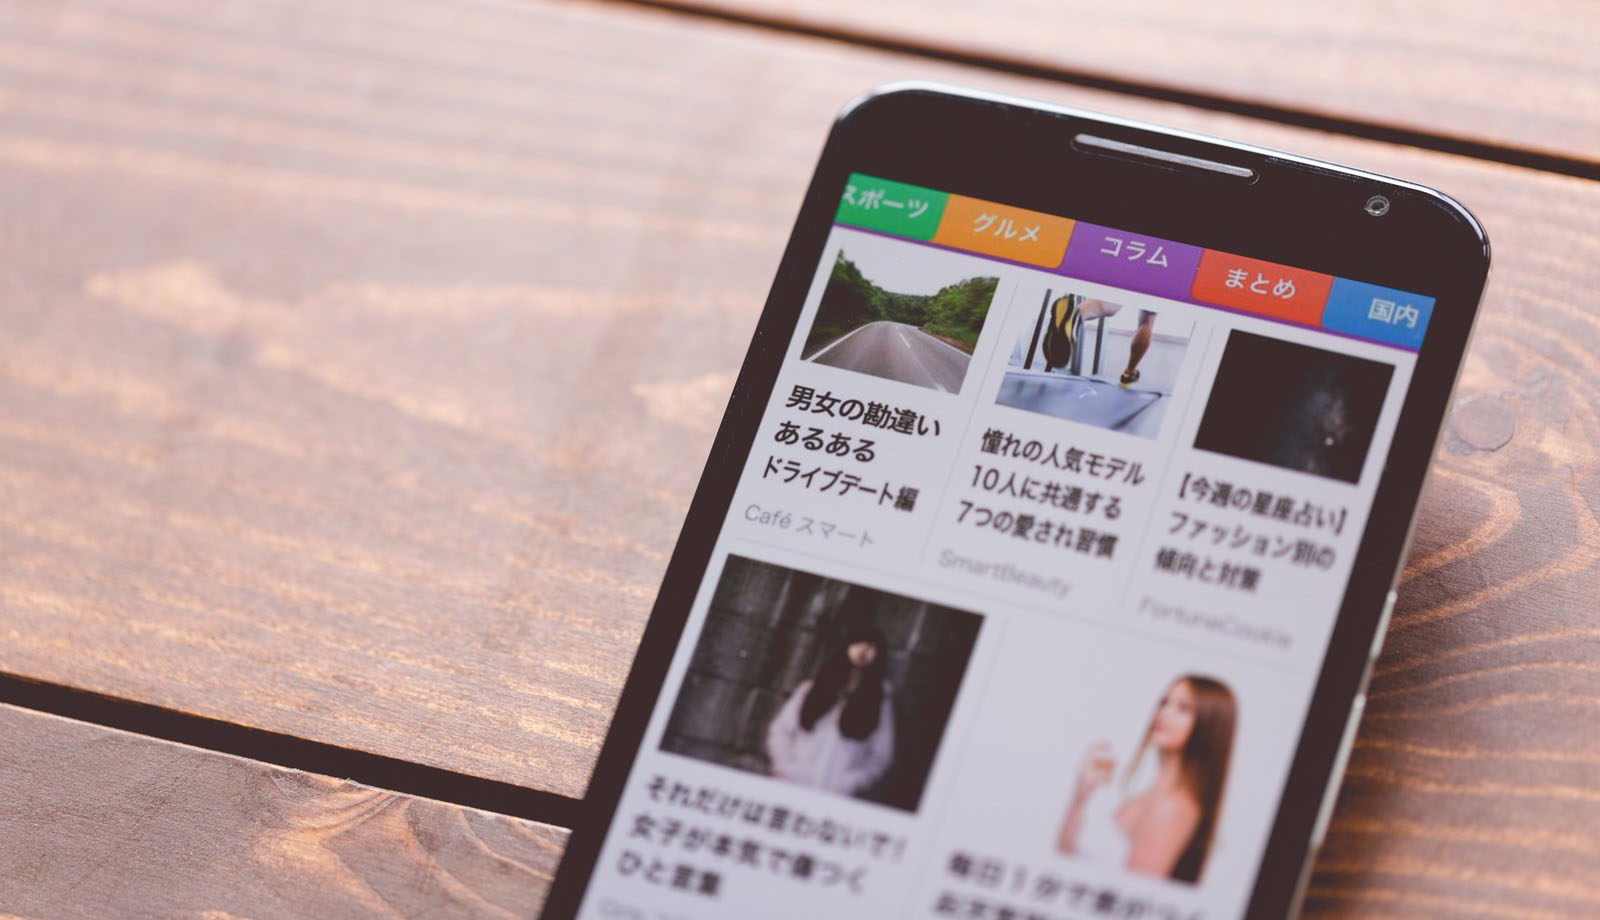 スポーツ
グルメ
コラム
まとめ
国内
男女の勘違い
あるある
ドライブデート編
Café スマート
憧れの人気モデル
10人に共通する
7つの愛され習慣
SmartBeauty
【今週の星座占い】
ファッション別の
傾向と対策
FortuneCookie
それだけは言わないで！
女子が本気で傷つく
ひと言集
毎日1分で